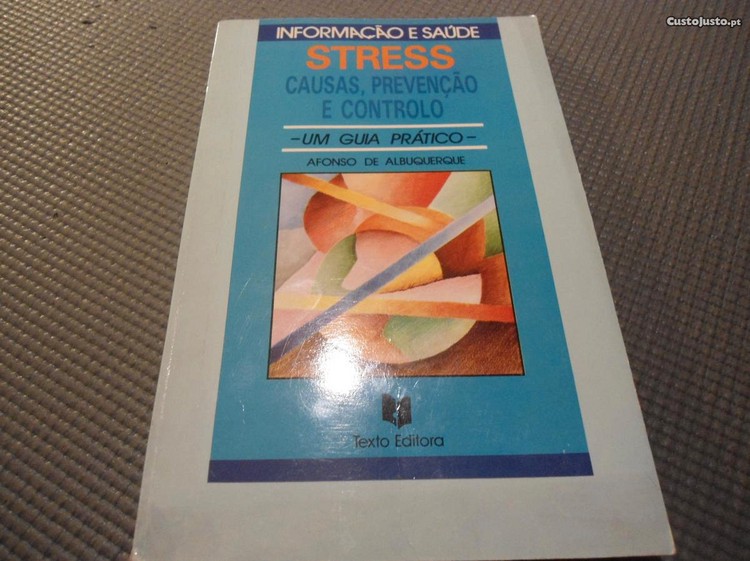 CustoJusto.pt
INFORMAÇÃO E SAÚDE
STRESS
CAUSAS, PREVENÇÃO
E CONTROLO
-UM GUIA PRÁTICO-
AFONSO DE ALBUQUERQUE
Texto Editora